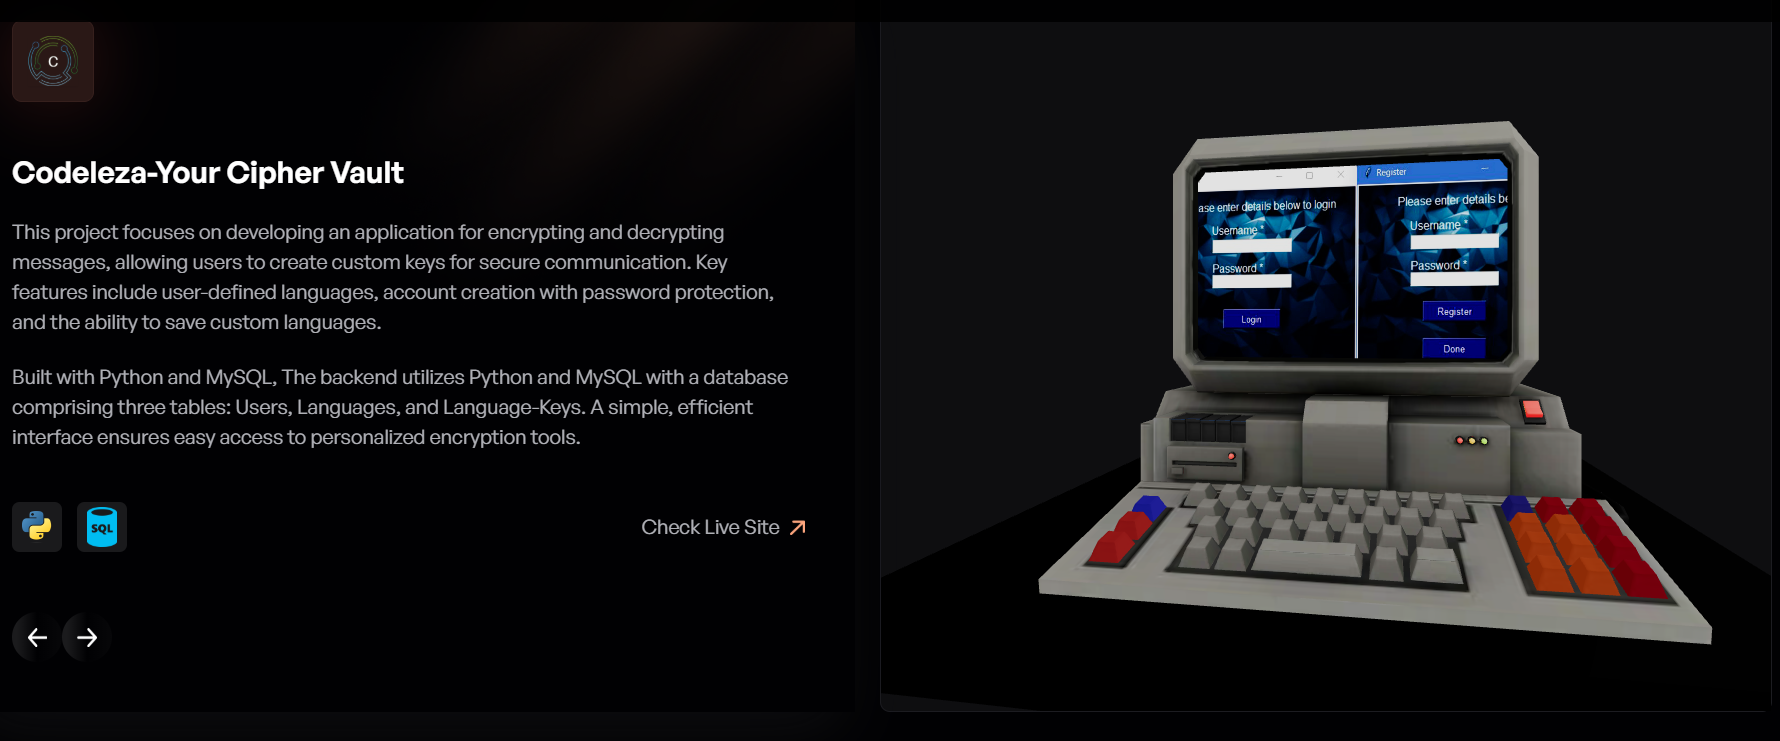 C
Codeleza-Your Cipher Vault
This project focuses on developing an application for encrypting and decrypting
messages, allowing users to create custom keys for secure communication. Key
features include user-defined languages, account creation with password protection,
and the ability to save custom languages.
Built with Python and MySQL, The backend utilizes Python and MySQL with a database
comprising three tables: Users, Languages, and Language-Keys. A simple, efficient
interface ensures easy access to personalized encryption tools.
SQL
Check Live Site
ase enter details below to login
Username *
Password *
Login
Register
Please enter details be
Username *
Password *
Register
Done